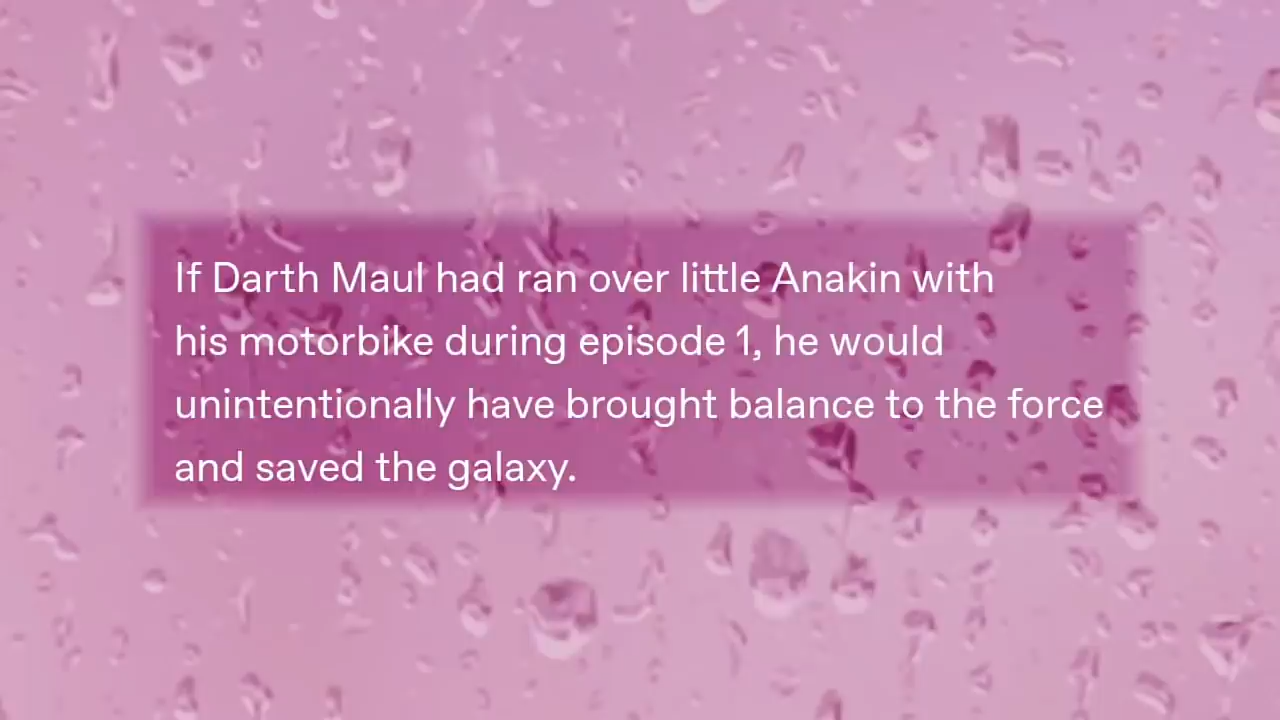 If Darth Maul had ran over little Anakin with
his motorbike during episode 1, he would
unintentionally have brought balance to the force
and saved the galaxy.